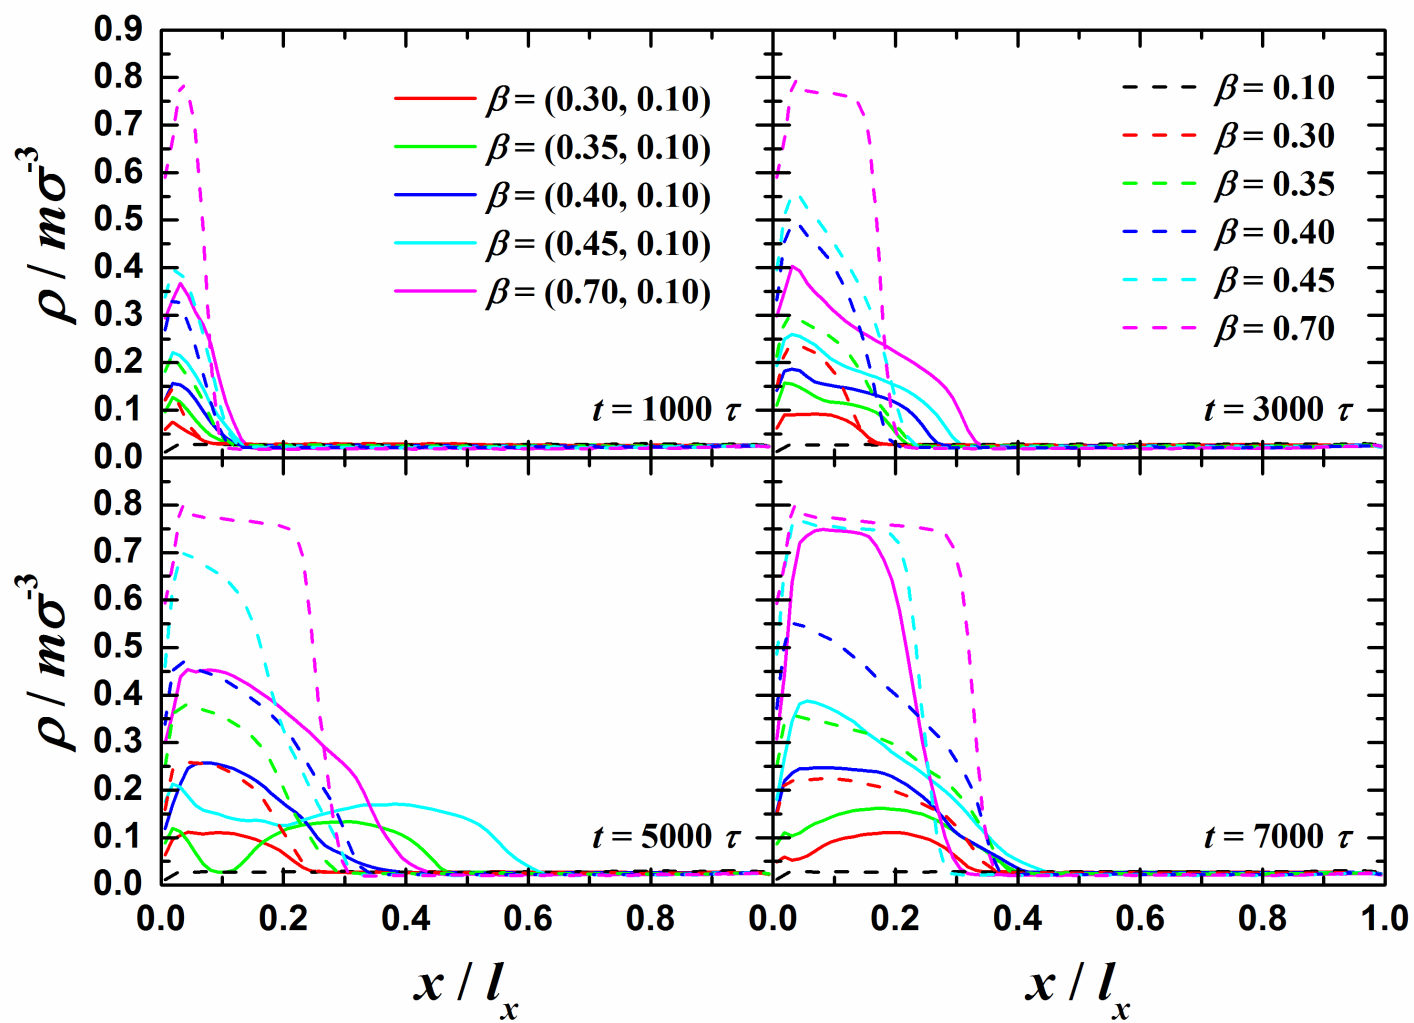 0.9
0.8
0.7
0.6
0.5
0.4
0.3
0.2
0.1
0.0
ρ / mσ⁻³
β = (0.30, 0.10)
β = (0.35, 0.10)
β = (0.40, 0.10)
β = (0.45, 0.10)
β = (0.70, 0.10)
t = 1000 τ
β = 0.10
β = 0.30
β = 0.35
β = 0.40
β = 0.45
β = 0.70
t = 3000 τ
0.8
0.7
0.6
0.5
0.4
0.3
0.2
0.1
0.0
ρ / mσ⁻³
t = 5000 τ
t = 7000 τ
0.0 0.2 0.4 0.6 0.8 0.0 0.2 0.4 0.6 0.8 1.0
x / lₓ x / lₓ